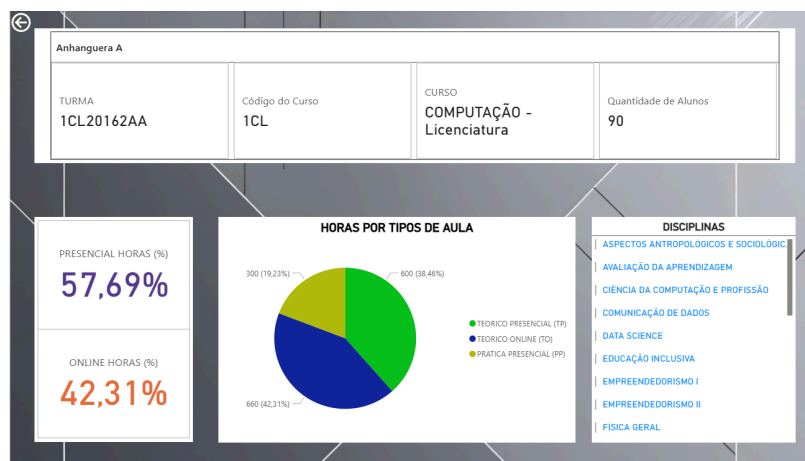 Anhanguera A
TURMA
1CL20162AA
Código do Curso
1CL
CURSO
COMPUTAÇÃO -
Licenciatura
Quantidade de Alunos
90
PRESENCIAL HORAS (%)
57,69%
ONLINE HORAS (%)
42,31%
HORAS POR TIPOS DE AULA
300 (19,23%)
600 (38,46%)
660 (42,31%)
TEORICO PRESENCIAL (TP)
TEORICO ONLINE (TO)
PRATICA PRESENCIAL (PP)
DISCIPLINAS
ASPECTOS ANTROPOLÓGICOS E SOCIOLÓGIC.
AVALIAÇÃO DA APRENDIZAGEM
CIÊNCIA DA COMPUTAÇÃO E PROFISSÃO
COMUNICAÇÃO DE DADOS
DATA SCIENCE
EDUCAÇÃO INCLUSIVA
EMPREENDEDORISMO I
EMPREENDEDORISMO II
FÍSICA GERAL